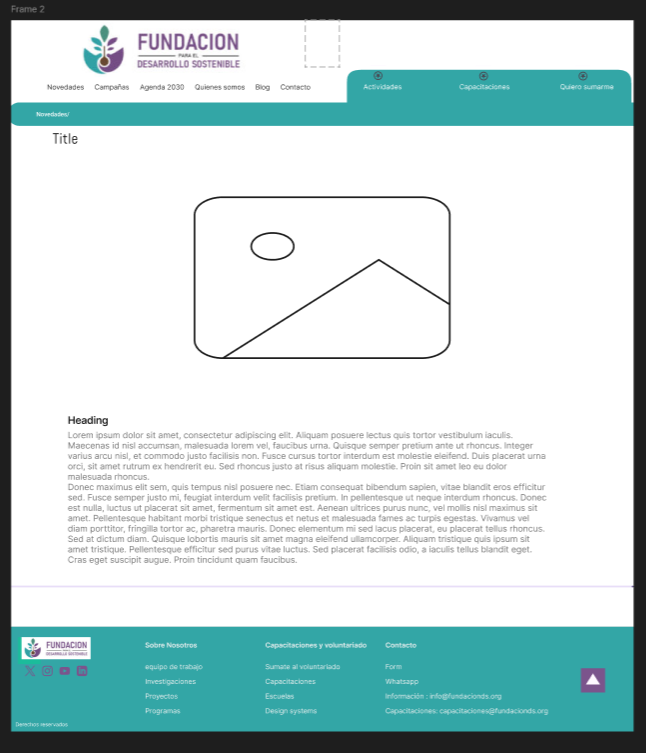 Frame 2
FUNDACION
PARA EL
DESARROLLO SOSTENIBLE
Novedades Campañas Agenda 2030 Quienes somos Blog Contacto
Actividades Capacitaciones Quiero sumarme
Novedades/
Title
Heading
Lorem ipsum dolor sit amet, consectetur adipiscing elit. Aliquam posuere lectus quis tortor vestibulum iaculis.
Maecenas id nisl accumsan, malesuada lorem vel, faucibus urna. Quisque semper pretium ante ut rhoncus. Integer
varius arcu nisl, et commodo justo facilisis non. Fusce cursus tortor interdum est molestie eleifend. Duis placerat urna
orci, sit amet rutrum ex hendrerit eu. Sed rhoncus justo at risus aliquam molestie. Proin sit amet leo eu dolor
malesuada rhoncus.
Donec maximus elit sem, quis tempus nisl posuere nec. Etiam consequat bibendum sapien, vitae blandit eros efficitur
sed. Fusce semper justo mi, feugiat interdum velit facilisis pretium. In pellentesque ut neque interdum rhoncus. Donec
est nulla, luctus ut placerat sit amet, fermentum sit amet est. Aenean ultrices purus nunc, vel mollis nisl maximus sit
amet. Pellentesque habitant morbi tristique senectus et netus et malesuada fames ac turpis egestas. Vivamus vel
diam porttitor, fringilla tortor ac, pharetra mauris. Donec elementum mi sed lacus placerat, eu placerat tellus rhoncus.
Sed at dictum diam. Quisque lobortis mauris sit amet magna eleifend ullamcorper. Aliquam tristique quis ipsum sit
amet tristique. Pellentesque efficitur sed purus vitae luctus. Sed placerat facilisis odio, a iaculis tellus blandit eget.
Cras eget suscipit augue. Proin tincidunt quam faucibus.
FUNDACION
DESARROLLO SOSTENIBLE
Sobre Nosotros
equipo de trabajo
Investigaciones
Proyectos
Programas
Capacitaciones y voluntariado
Sumate al voluntariado
Capacitaciones
Escuelas
Design systems
Contacto
Form
Whatsapp
Información : info@fundacionds.org
Capacitaciones: capacitaciones@fundacionds.org
Derechos reservados